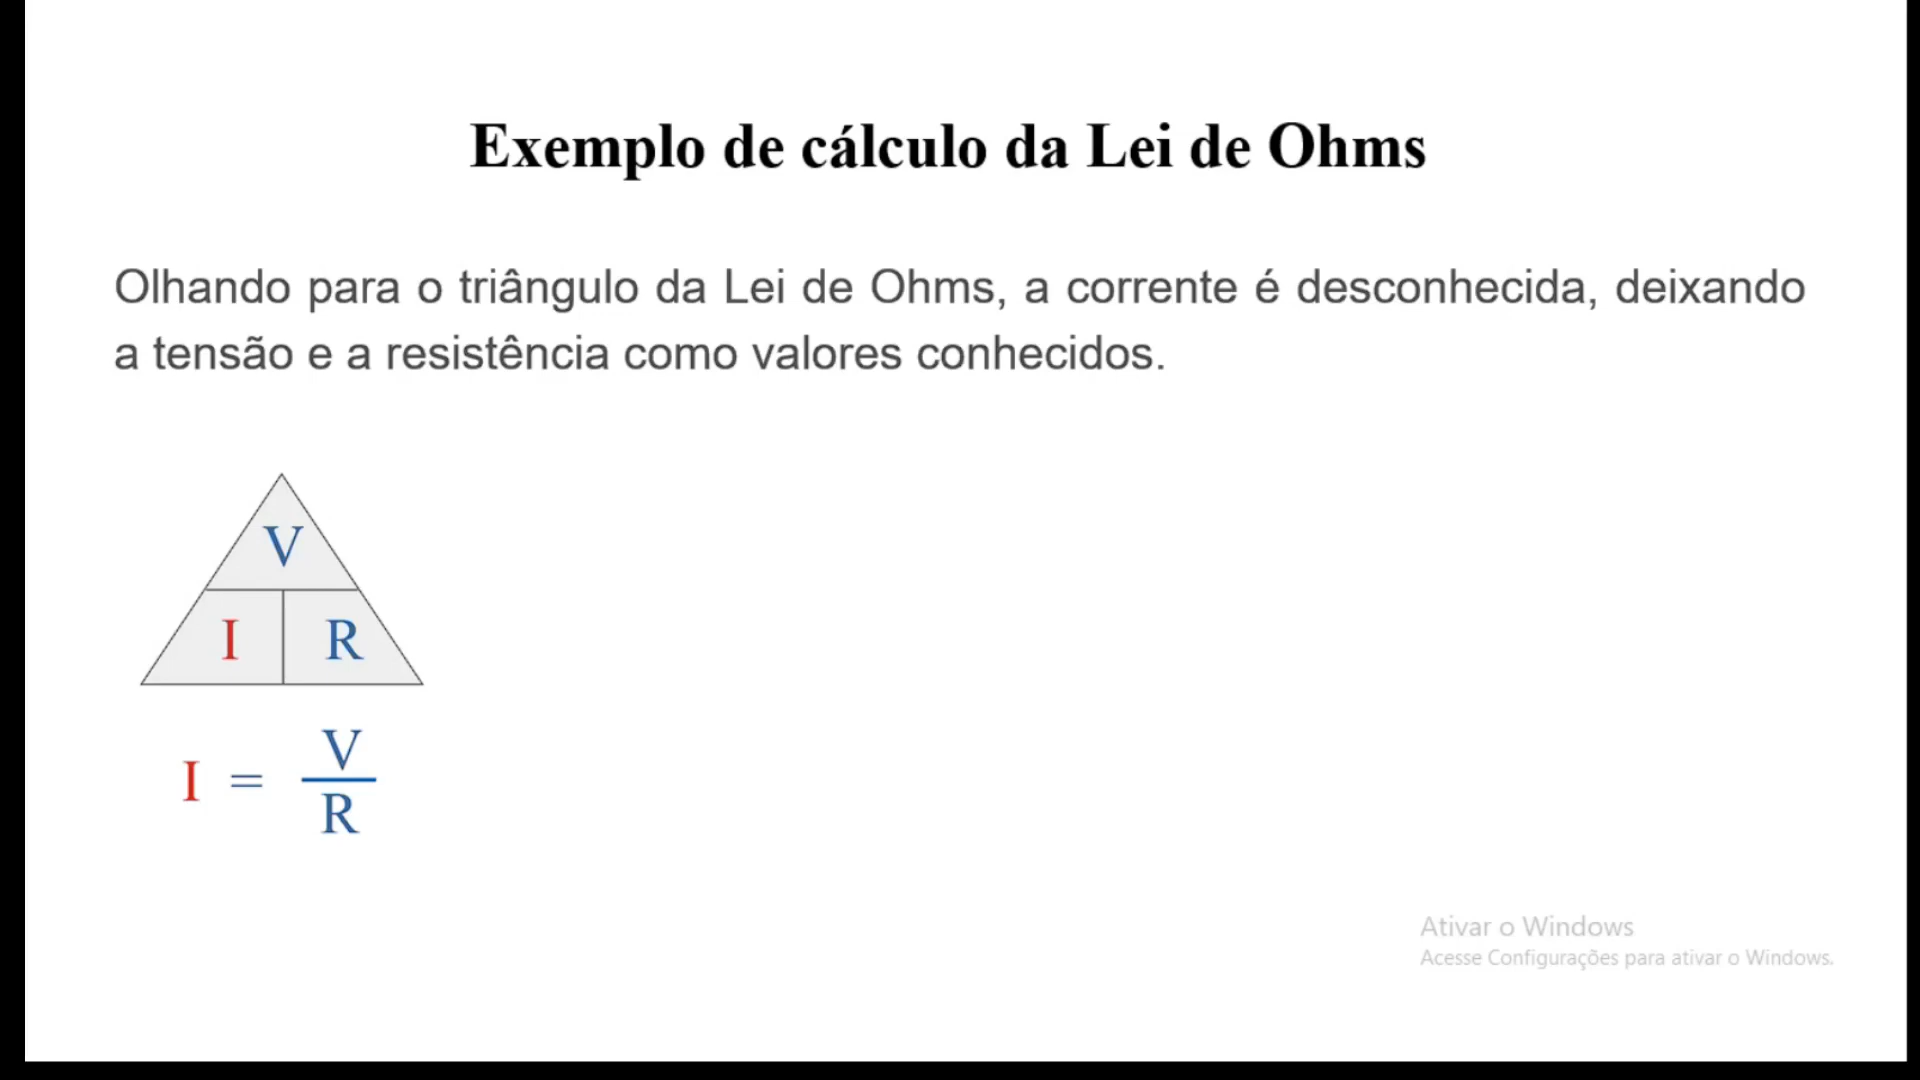 Exemplo de cálculo da Lei de Ohms
Olhando para o triângulo da Lei de Ohms, a corrente é desconhecida, deixando
a tensão e a resistência como valores conhecidos.
V
I R
V
I =
R
Ativar o Windows
Acesse Configurações para ativar o Windows.